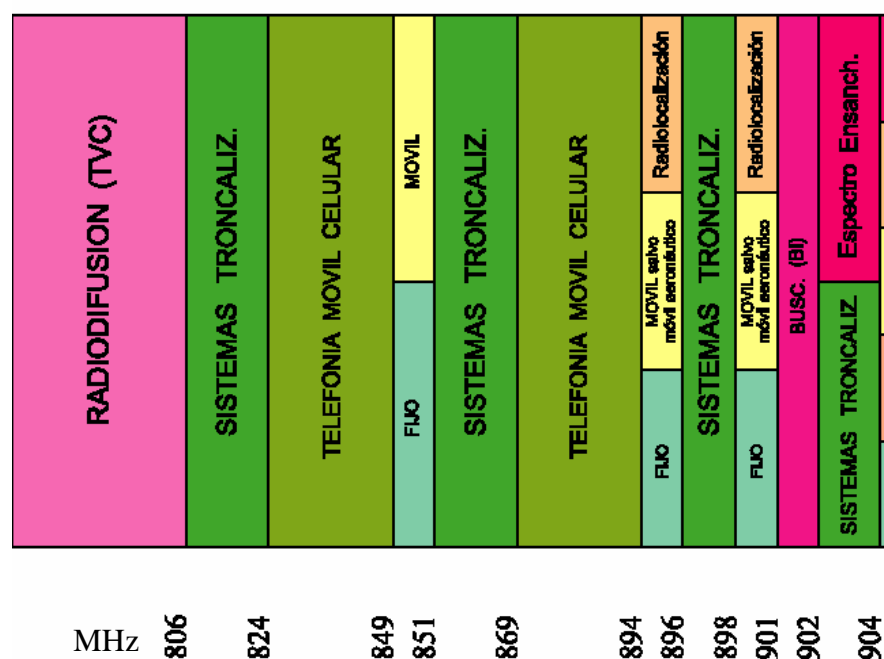 RADIODIFUSION (TVC)
SISTEMAS TRONCALIZ.
TELEFONIA MOVIL CELULAR
MOVIL
FIJO
SISTEMAS TRONCALIZ.
TELEFONIA MOVIL CELULAR
Radiolocalización
MOVIL salvo
móvil aeronáutico
FIJO
SISTEMAS TRONCALIZ.
Radiolocalización
MOVIL salvo
móvil aeronáutico
FIJO
BUSC. (BI)
Espectro Ensanch.
SISTEMAS TRONCALIZ.
MHz 806 824 849 851 869 894 896 898 901 902 904